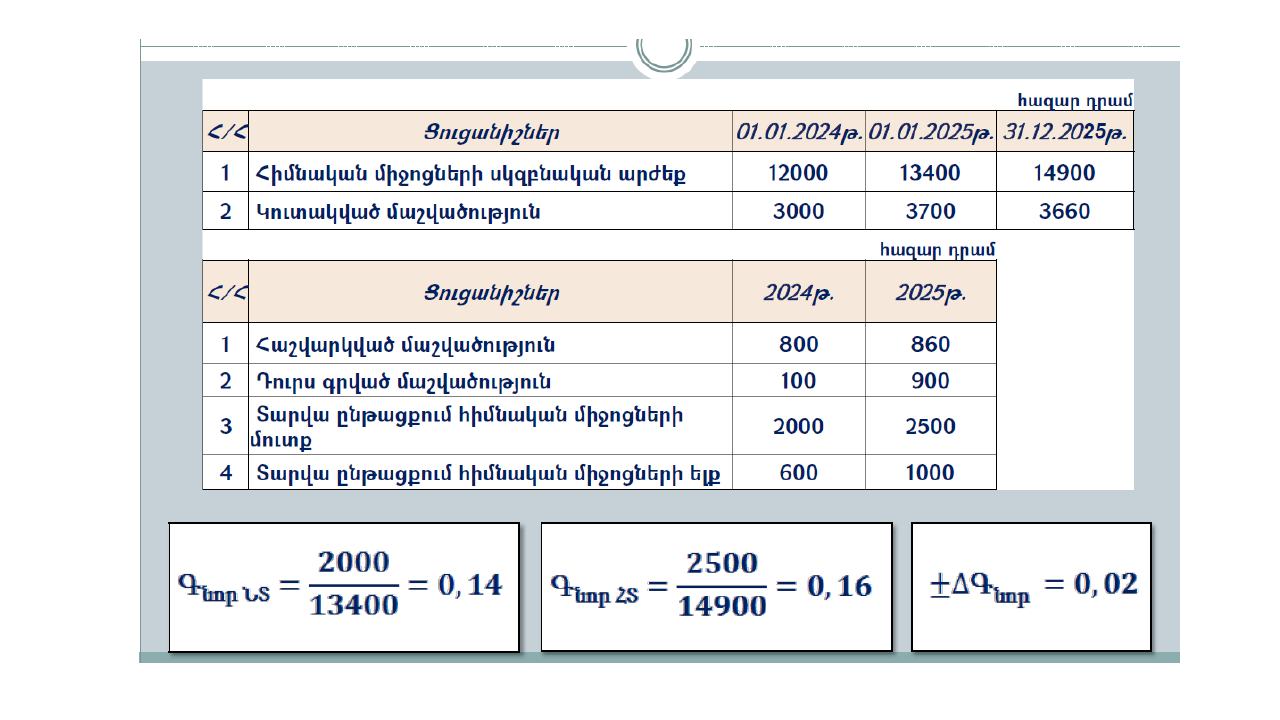 հազար դրամ
Հ/Հ Ցուցանիշներ 01.01.2024թ. 01.01.2025թ. 31.12.2025թ.
1 Հիմնական միջոցների սկզբնական արժեք 12000 13400 14900
2 Կուտակված մաշվածություն 3000 3700 3660
հազար դրամ
Հ/Հ Ցուցանիշներ 2024թ. 2025թ.
1 Հաշվարկված մաշվածություն 800 860
2 Դուրս գրված մաշվածություն 100 900
3 Տարվա ընթացքում հիմնական միջոցների
մուտք 2000 2500
4 Տարվա ընթացքում հիմնական միջոցների ելք 600 1000
Գնոր ՆՏ = 2000/13400 = 0,14
Գնոր ՀՏ = 2500/14900 = 0,16
±ΔԳնոր = 0,02